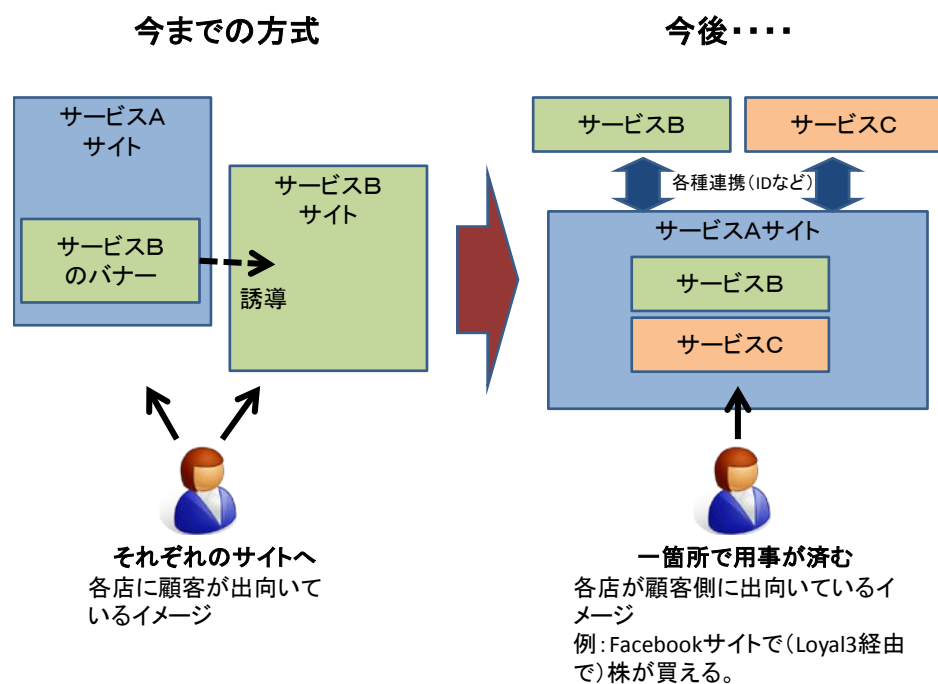 今までの方式
サービスA
サイト
サービスB
のバナー
誘導
サービスB
サイト
それぞれのサイトへ
各店に顧客が出向いて
いるイメージ
今後・・・・
サービスB
サービスC
各種連携(IDなど)
サービスAサイト
サービスB
サービスC
一箇所で用事が済む
各店が顧客側に出向いているイ
メージ
例:Facebookサイトで(Loyal3経由
で)株が買える。